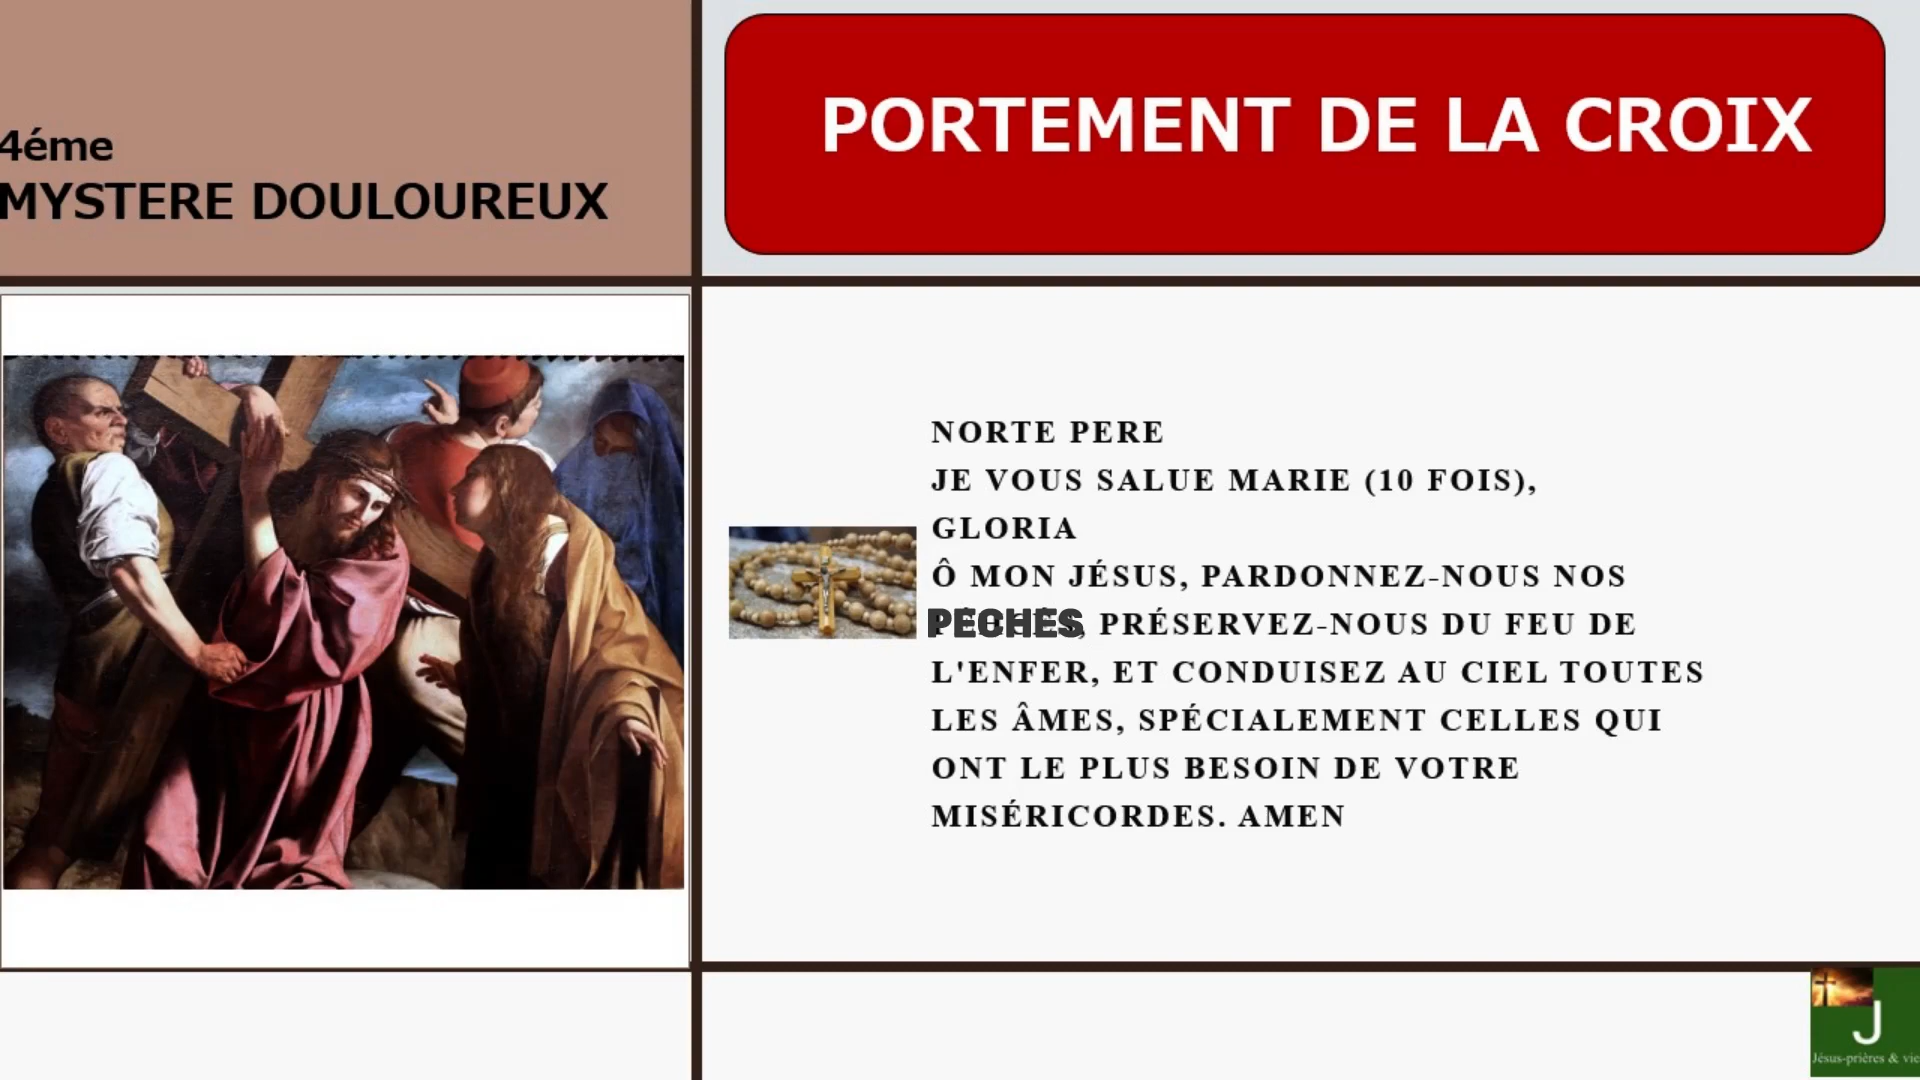 4éme
MYSTERE DOULOUREUX
PORTEMENT DE LA CROIX
NORTE PERE
JE VOUS SALUE MARIE (10 FOIS),
GLORIA
Ô MON JÉSUS, PARDONNEZ-NOUS NOS
PECHES, PRÉSERVEZ-NOUS DU FEU DE
L'ENFER, ET CONDUISEZ AU CIEL TOUTES
LES ÂMES, SPÉCIALEMENT CELLES QUI
ONT LE PLUS BESOIN DE VOTRE
MISÉRICORDES. AMEN
J
Jésus-prières & vie